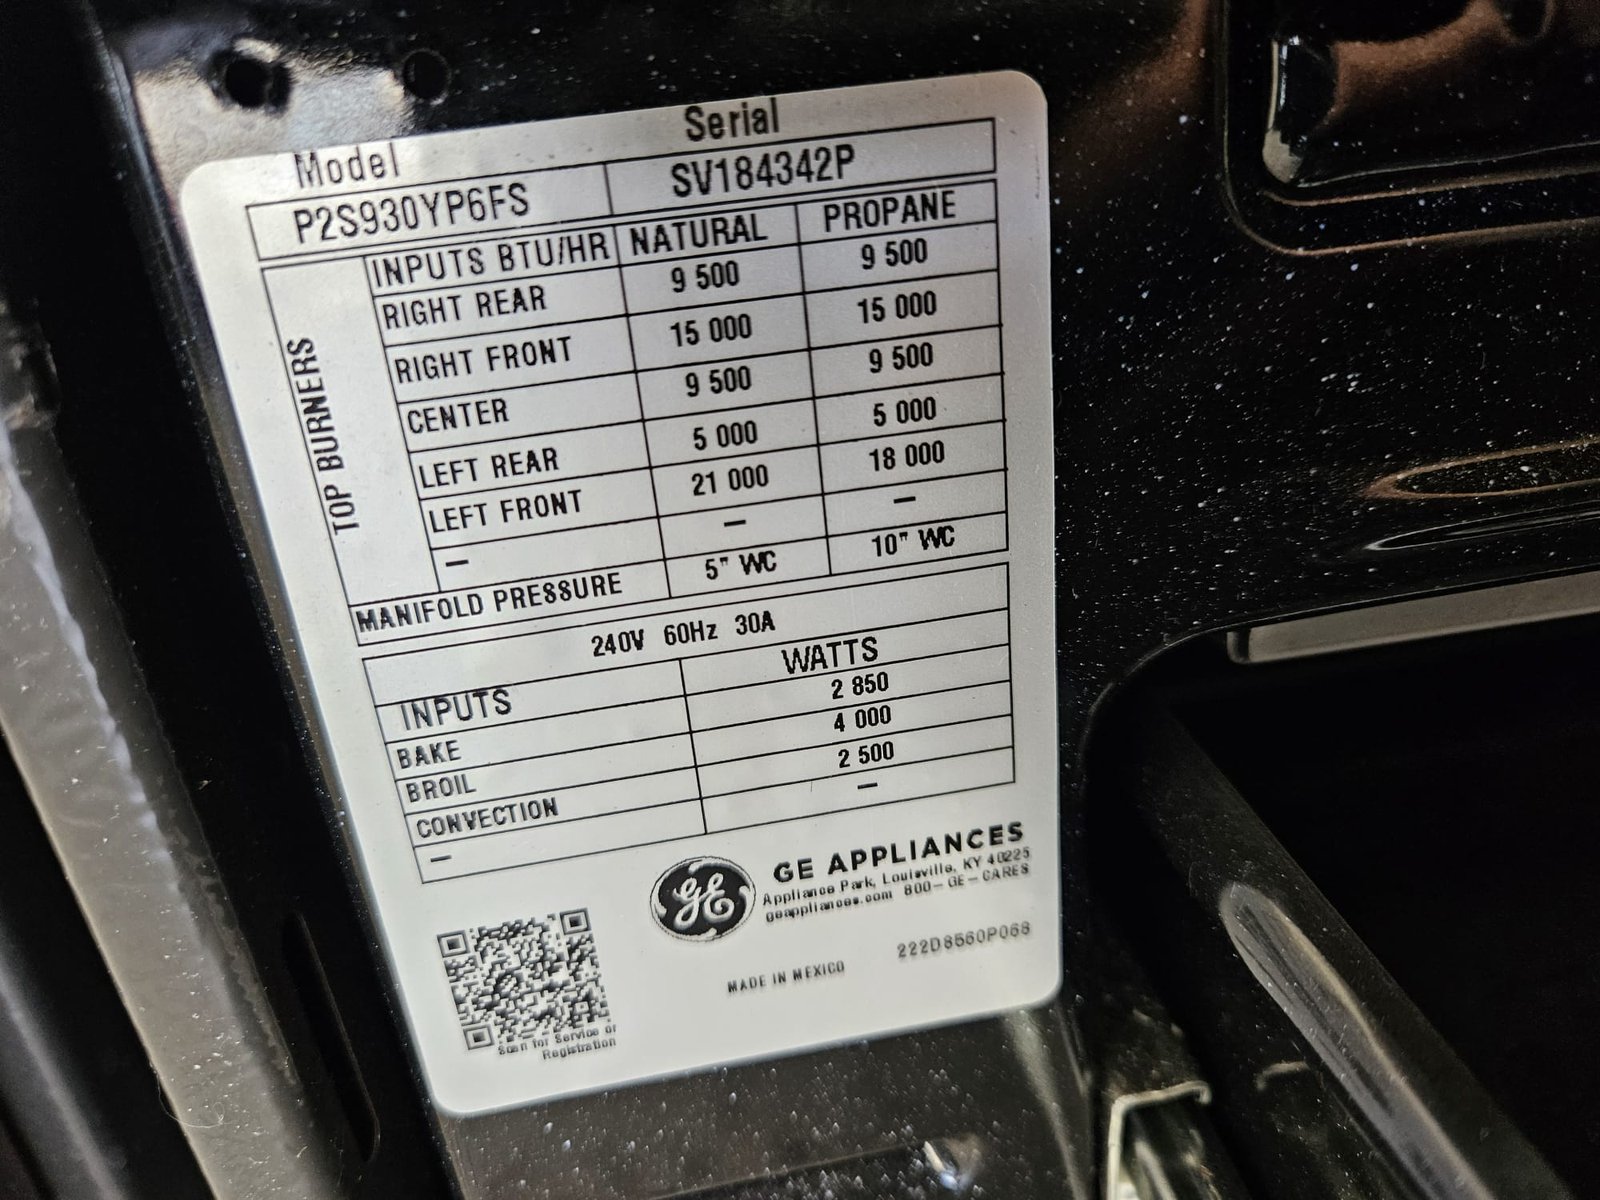 Model Serial
P2S930YP6FS SV184342P
TOP BURNERS
INPUTS BTU/HR NATURAL PROPANE
RIGHT REAR 9 500 9 500
RIGHT FRONT 15 000 15 000
CENTER 9 500 9 500
LEFT REAR 5 000 5 000
LEFT FRONT 21 000 18 000
— — —
MANIFOLD PRESSURE 5" WC 10" WC
240V 60Hz 30A
INPUTS WATTS
BAKE 2 850
BROIL 4 000
CONVECTION 2 500
— —
GE
GE APPLIANCES
Appliance Park, Louisville, KY 40225
geappliances.com 800-GE-CARES
MADE IN MEXICO 222D8560P068
Scan for Service or
Registration